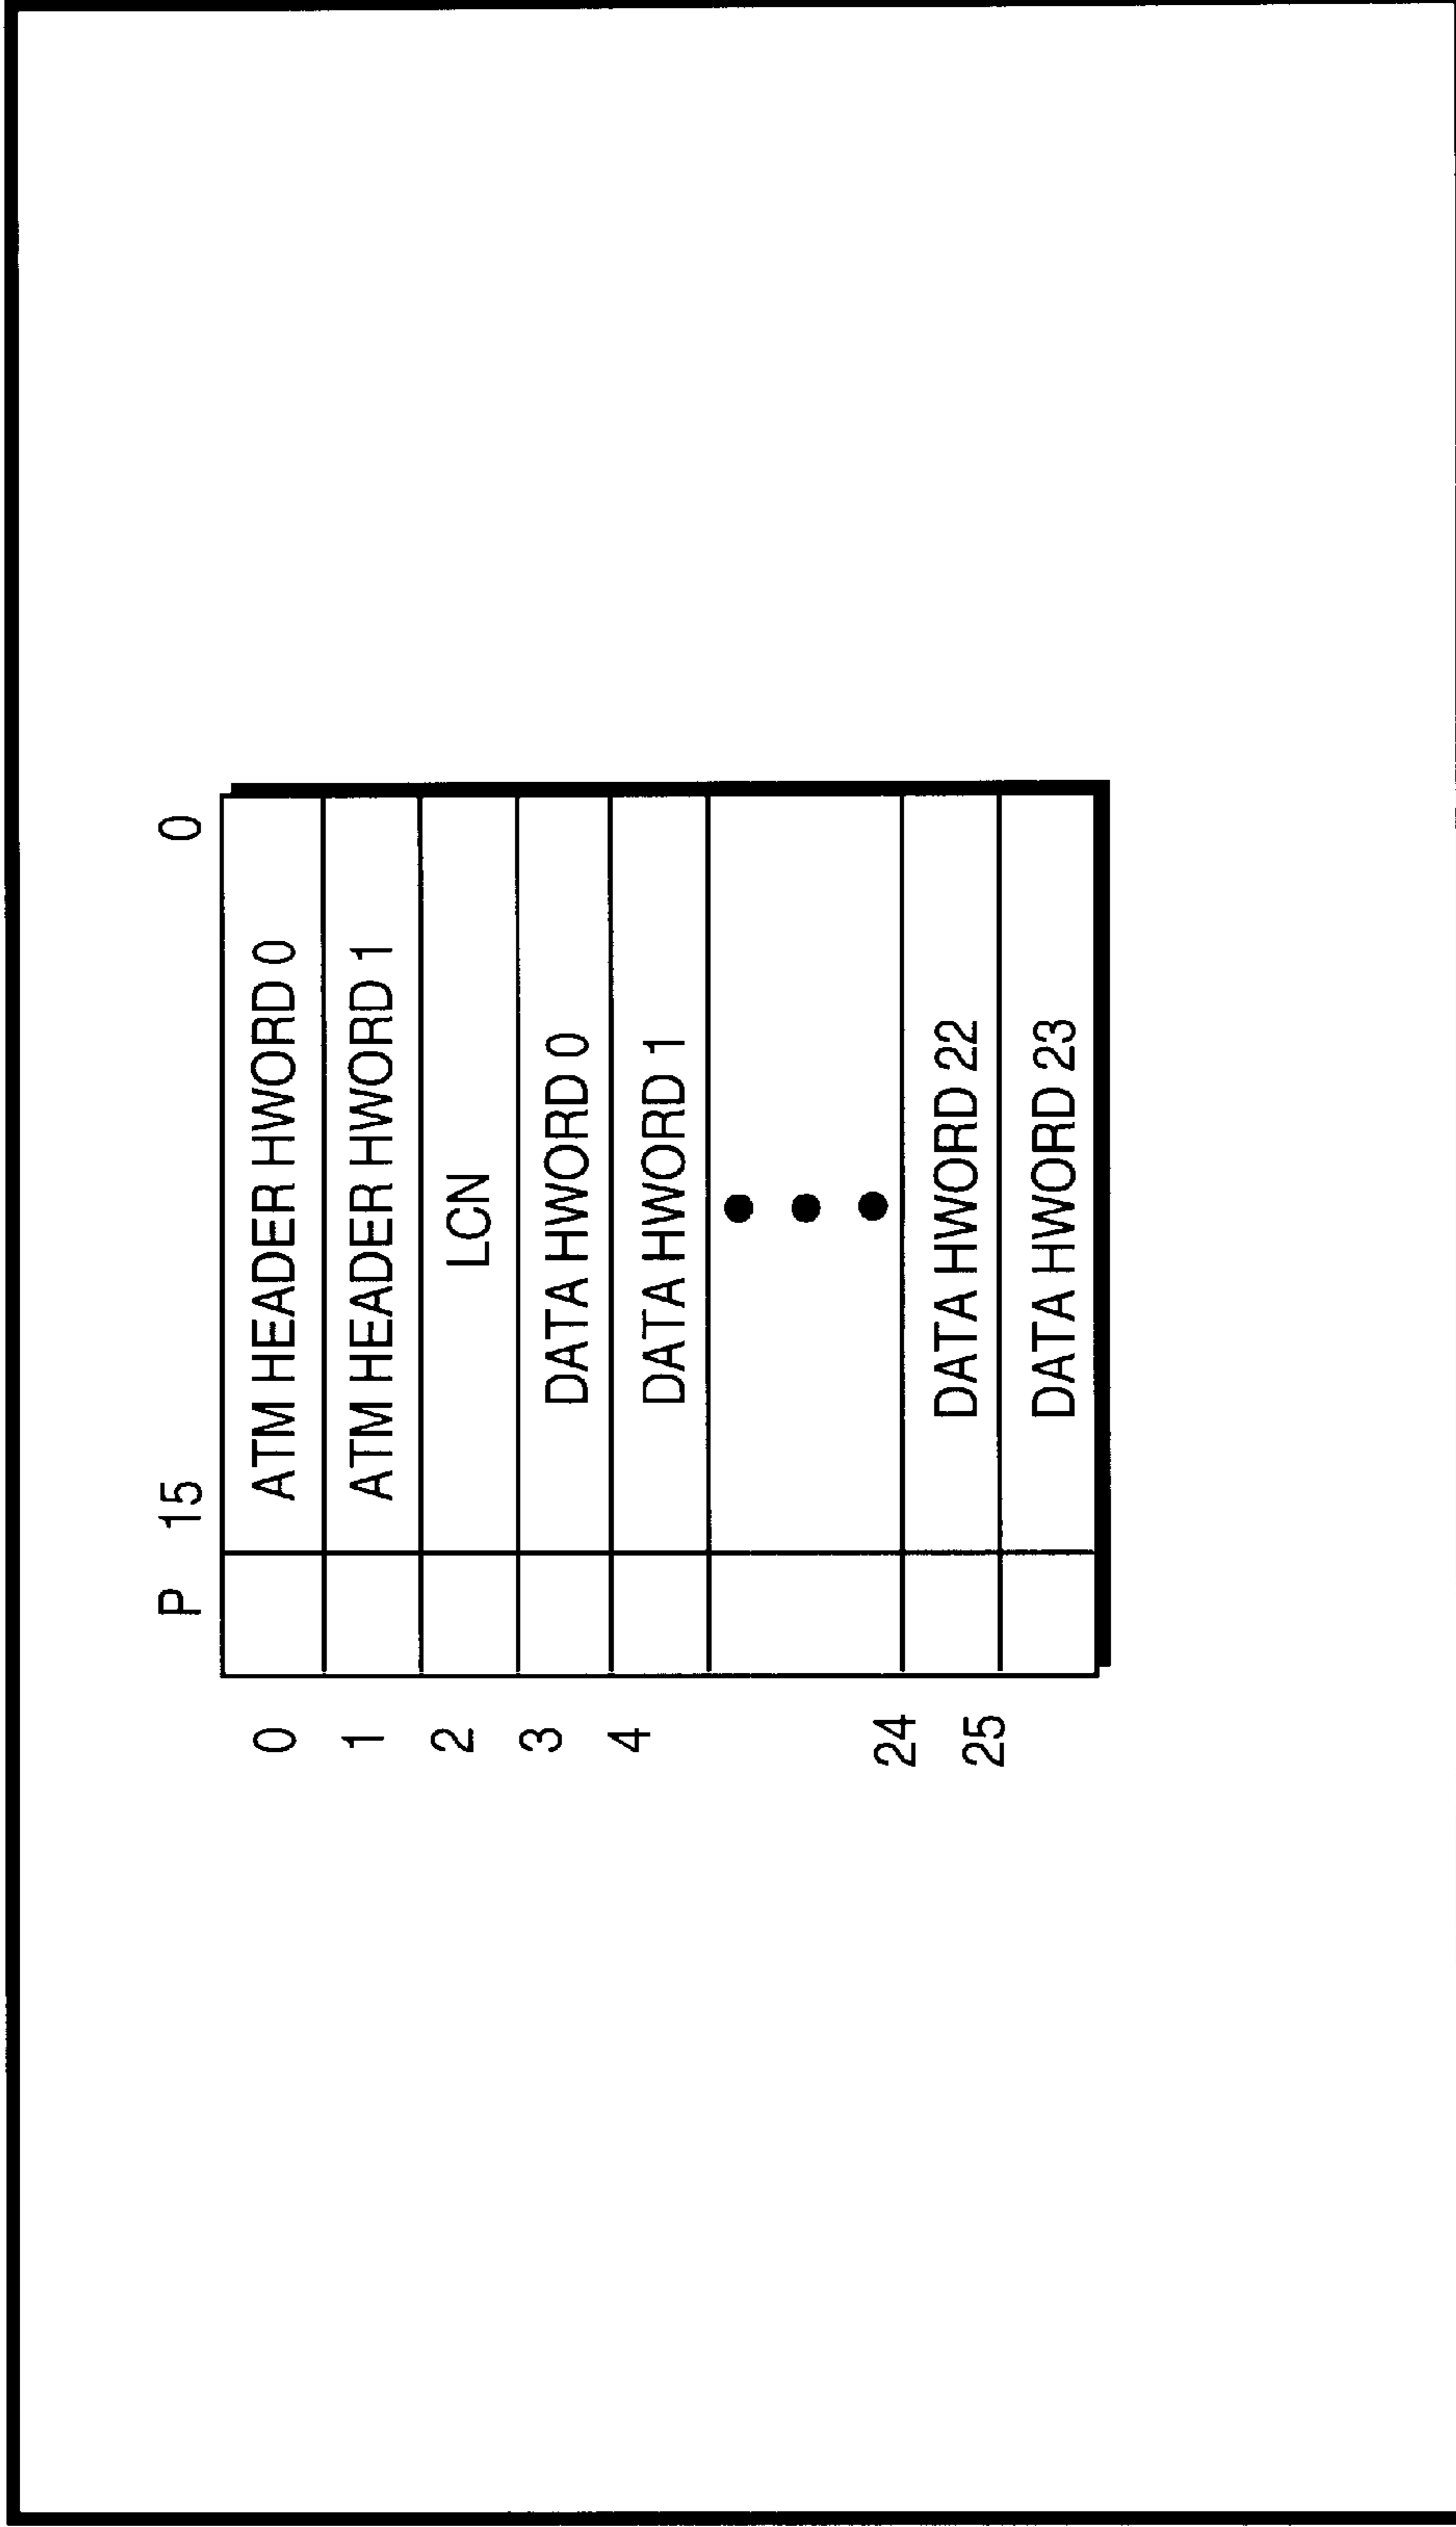 P 15 0
0 ATM HEADER HWORD 0
1 ATM HEADER HWORD 1
2 LCN
3 DATA HWORD 0
4 DATA HWORD 1
24 DATA HWORD 22
25 DATA HWORD 23